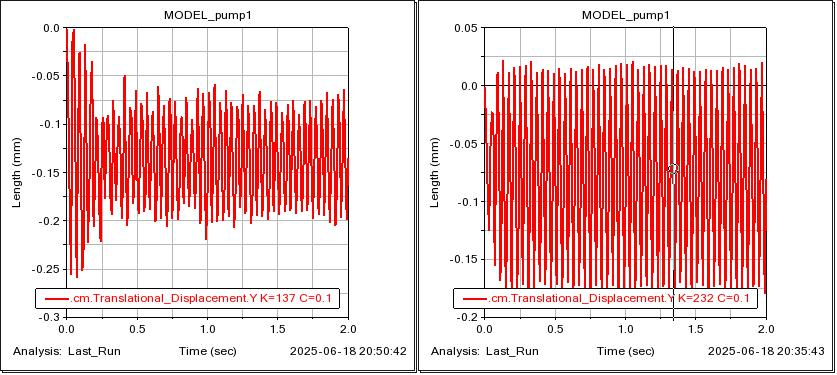 MODEL_pump1
0.0
-0.05
-0.1
-0.15
-0.2
-0.25
-0.3
Length (mm)
.cm.Translational_Displacement.Y K=137 C=0.1
0.0 0.5 1.0 1.5 2.0
Analysis: Last_Run Time (sec) 2025-06-18 20:50:42
MODEL_pump1
0.05
0.0
-0.05
-0.1
-0.15
-0.2
Length (mm)
.cm.Translational_Displacement.Y K=232 C=0.1
0.0 0.5 1.0 1.5 2.0
Analysis: Last_Run Time (sec) 2025-06-18 20:35:43